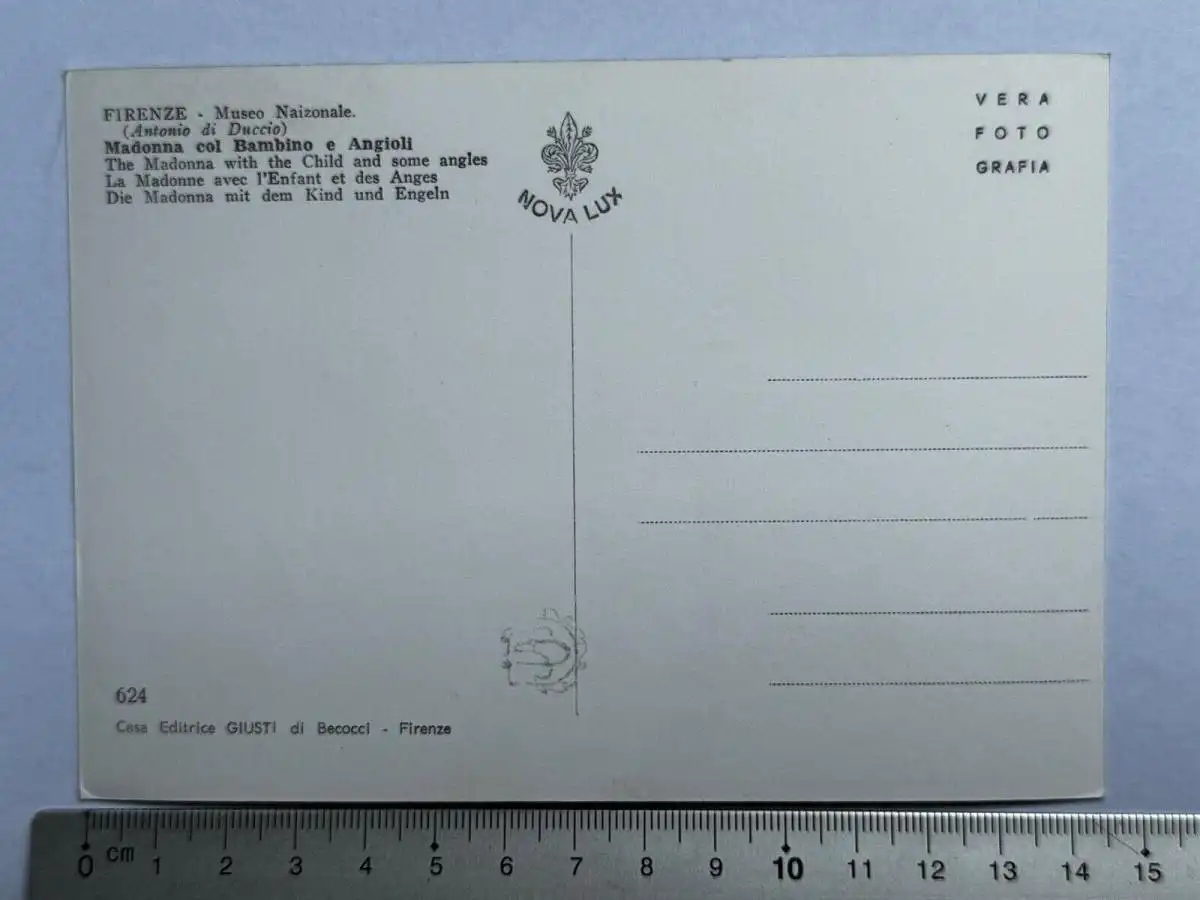 FIRENZE - Museo Naizonale.
(Antonio di Duccio)
Madonna col Bambino e Angioli
The Madonna with the Child and some angles
La Madonne avec l'Enfant et des Anges
Die Madonna mit dem Kind und Engeln
NOVA LUX
VERA
FOTO
GRAFIA
624
Casa Editrice GIUSTI di Becocci - Firenze
0 cm 1 2 3 4 5 6 7 8 9 10 11 12 13 14 15